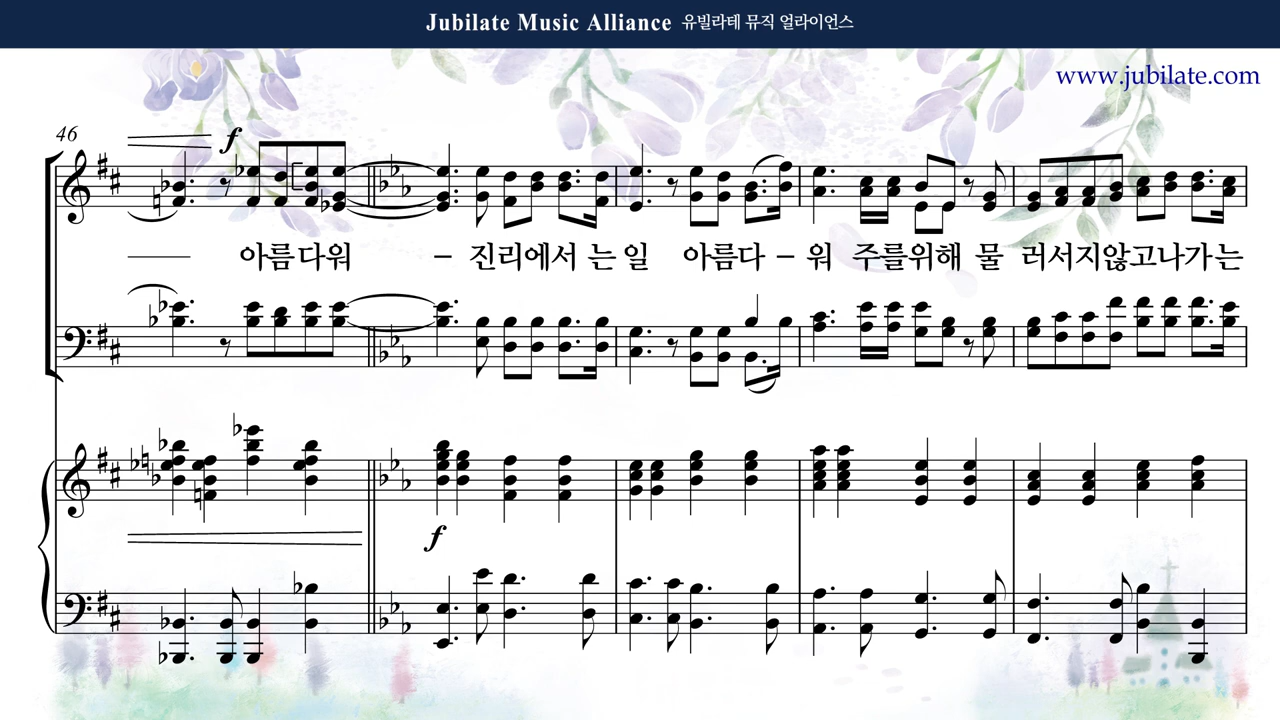 Jubilate Music Alliance 유빌라테 뮤직 얼라이언스
www.jubilate.com
46
f
아름다워 – 진리에서 는 일 아름다 – 워 주를위해 물 러서지않고나가는
f